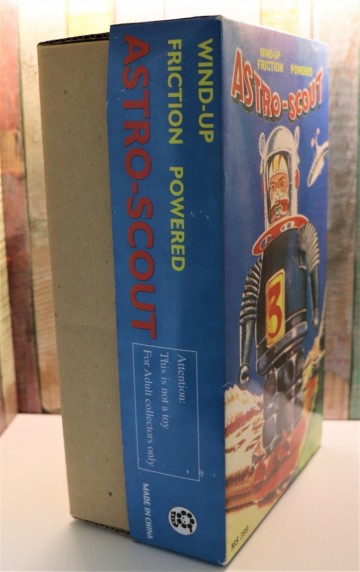 WIND-UP
FRICTION POWERED
ASTRO-SCOUT
Attention:
This is not a toy
For Adult collectors only
MADE IN CHINA
WIND-UP
FRICTION POWERED
ASTRO-SCOUT
3